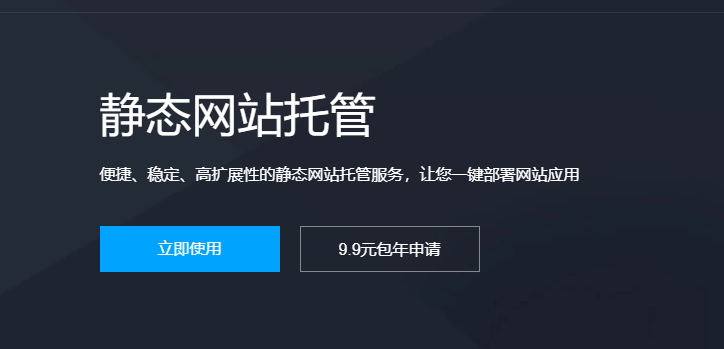 静态网站托管
便捷、稳定、高扩展性的静态网站托管服务，让您一键部署网站应用
立即使用
9.9元包年申请